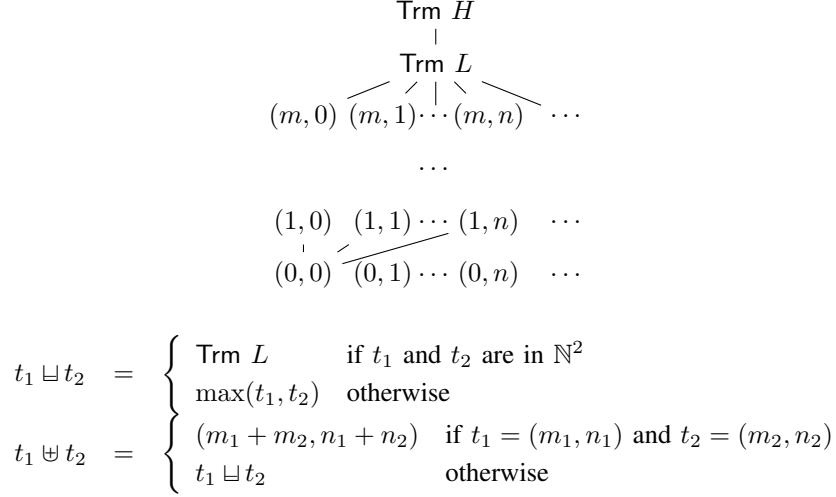 Trm H
Trm L
(m, 0) (m, 1) ··· (m, n) ···
···
(1, 0) (1, 1) ··· (1, n) ···
(0, 0) (0, 1) ··· (0, n) ···
t₁ ⊔ t₂ = { Trm L if t₁ and t₂ are in ℕ²
max(t₁, t₂) otherwise
t₁ ⊎ t₂ = { (m₁ + m₂, n₁ + n₂) if t₁ = (m₁, n₁) and t₂ = (m₂, n₂)
t₁ ⊔ t₂ otherwise